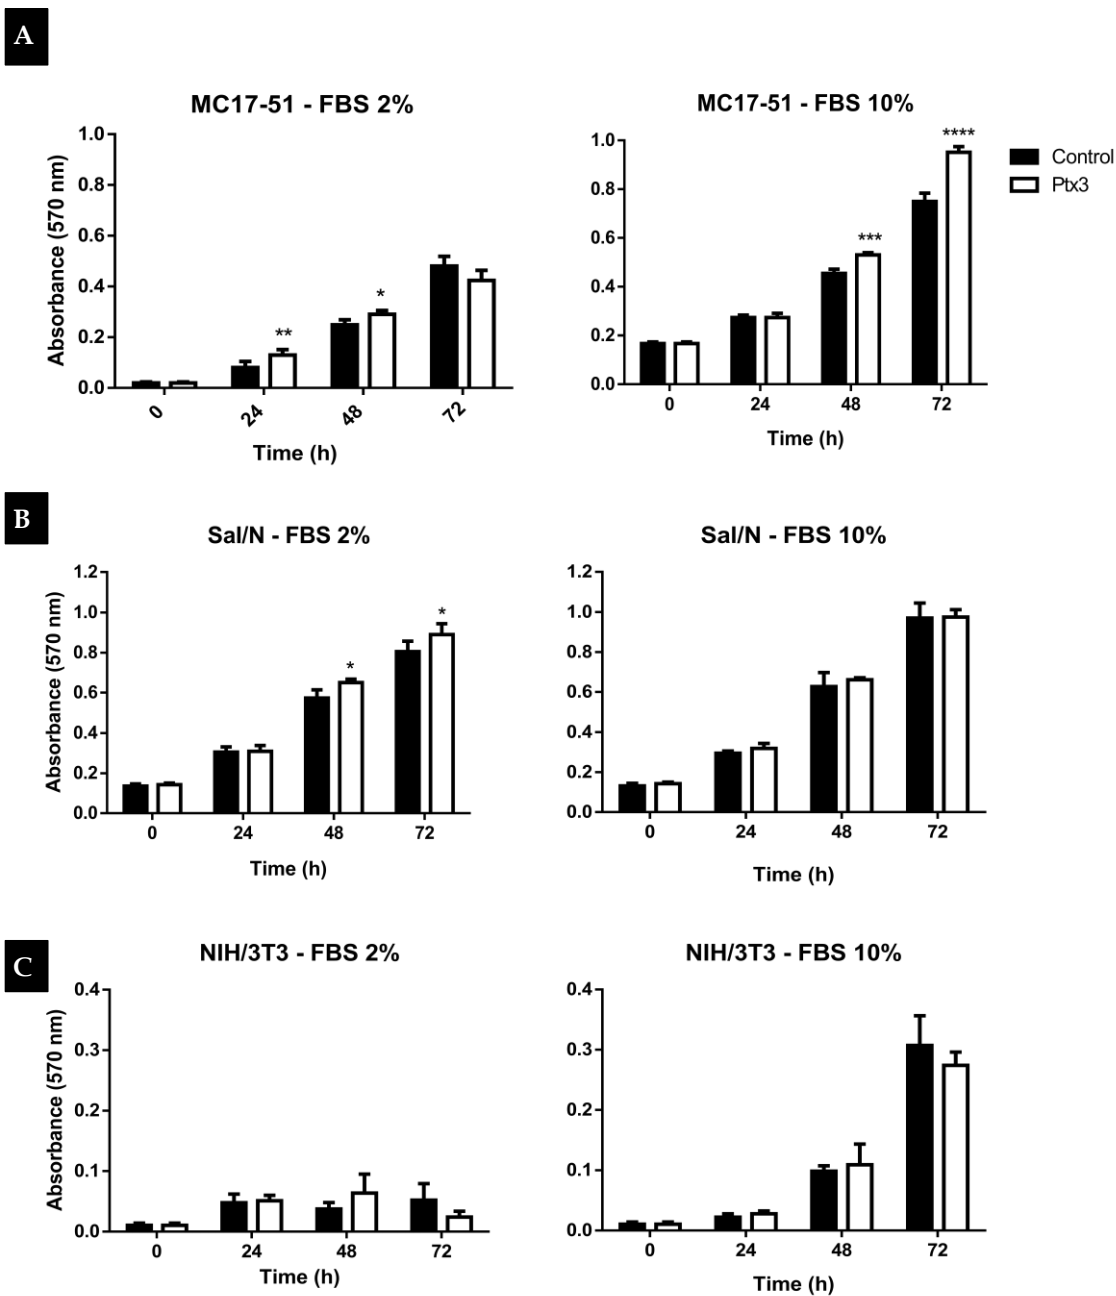 A
MC17-51 - FBS 2%
Absorbance (570 nm)
1.0
0.8
0.6
0.4
0.2
0.0
**
*
0 24 48 72
Time (h)
MC17-51 - FBS 10%
1.0
0.8
0.6
0.4
0.2
0.0
***
****
0 24 48 72
Time (h)
Control
Ptx3
B
Sal/N - FBS 2%
Absorbance (570 nm)
1.2
1.0
0.8
0.6
0.4
0.2
0.0
*
*
0 24 48 72
Time (h)
Sal/N - FBS 10%
1.2
1.0
0.8
0.6
0.4
0.2
0.0
0 24 48 72
Time (h)
C
NIH/3T3 - FBS 2%
Absorbance (570 nm)
0.4
0.3
0.2
0.1
0.0
0 24 48 72
Time (h)
NIH/3T3 - FBS 10%
0.4
0.3
0.2
0.1
0.0
0 24 48 72
Time (h)